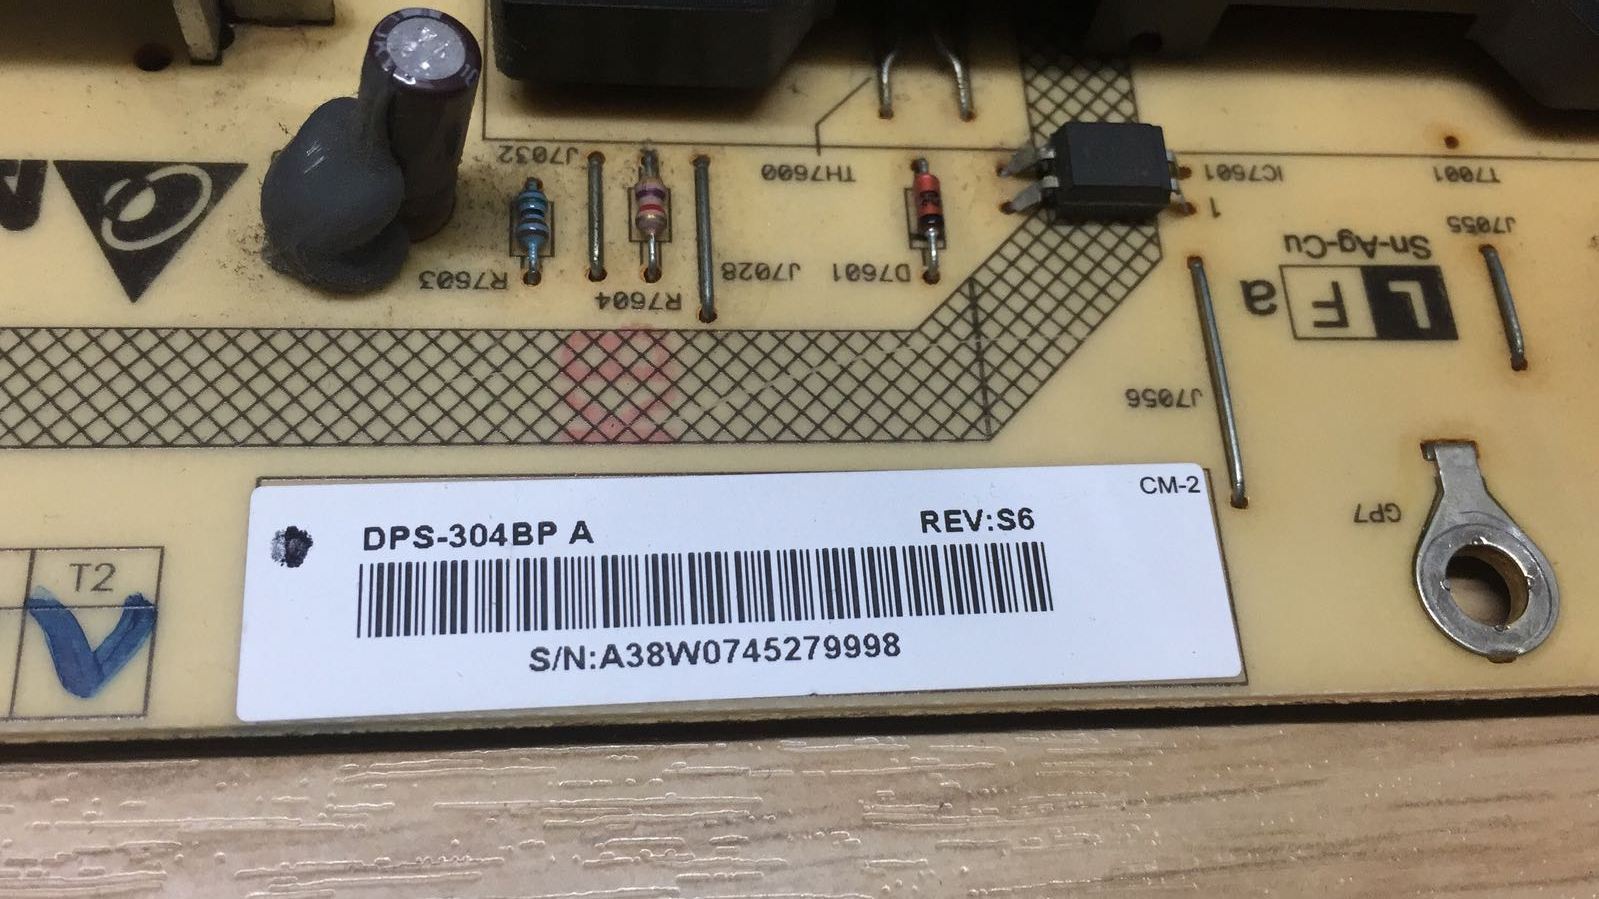 J7032
TH7600
IC7601
1
T7001
J7055
R7603
R7604
J7028
D7601
Sn-Ag-Cu
LF a
J7056
GP7
CM-2
DPS-304BP A
REV:S6
S/N:A38W0745279998
T2